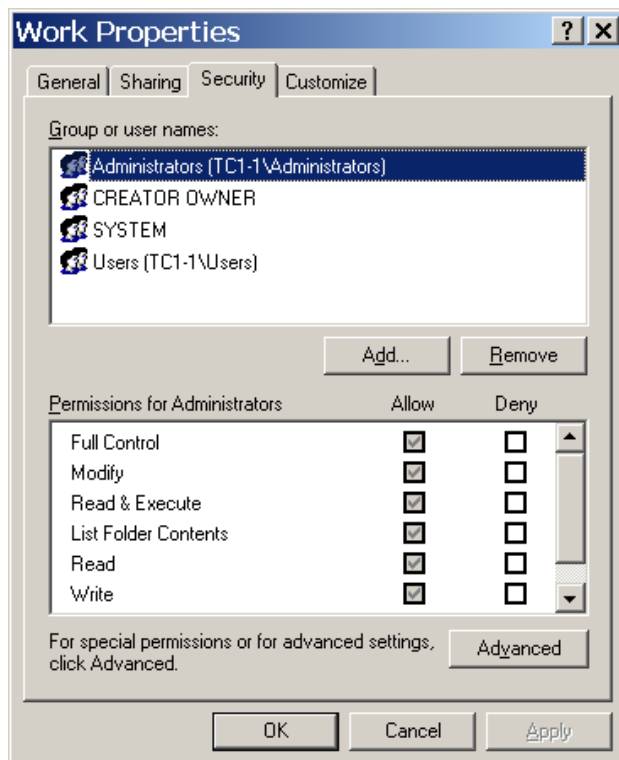 Work Properties
General Sharing Security Customize
Group or user names:
Administrators (TC1-1\Administrators)
CREATOR OWNER
SYSTEM
Users (TC1-1\Users)
Add... Remove
Permissions for Administrators Allow Deny
Full Control
Modify
Read & Execute
List Folder Contents
Read
Write
For special permissions or for advanced settings,
click Advanced.
Advanced
OK Cancel Apply